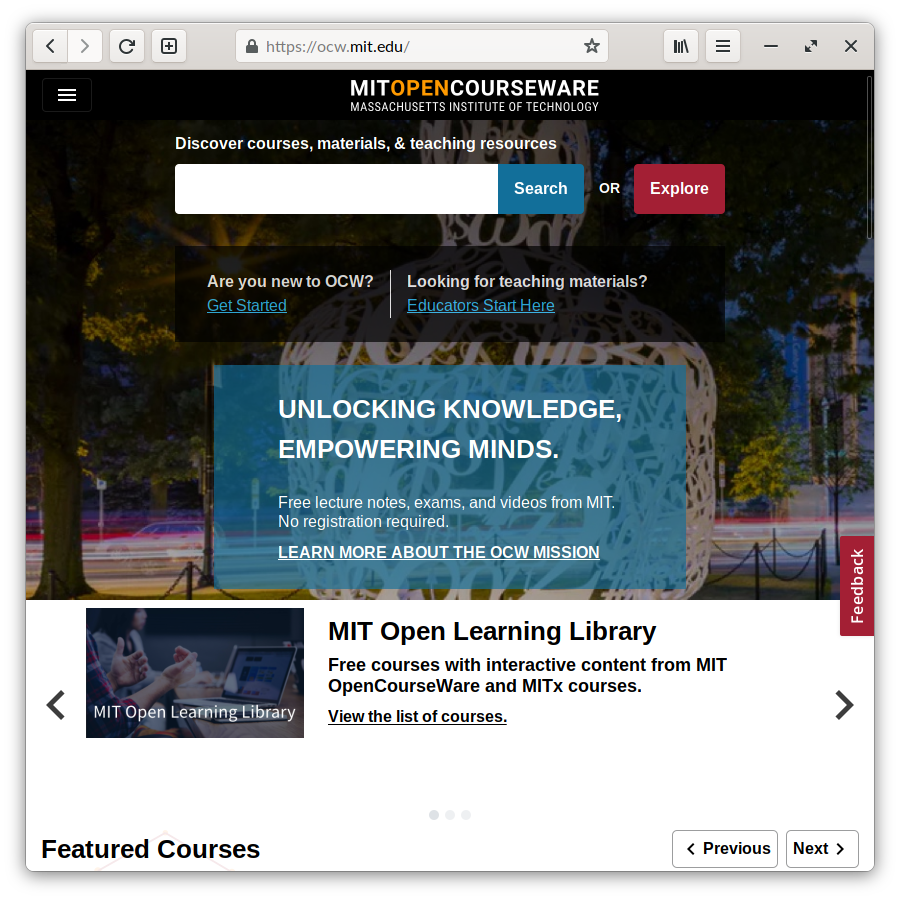 https://ocw.mit.edu/
MITOPENCOURSEWARE
MASSACHUSETTS INSTITUTE OF TECHNOLOGY
Discover courses, materials, & teaching resources
Search OR Explore
Are you new to OCW?
Get Started
Looking for teaching materials?
Educators Start Here
UNLOCKING KNOWLEDGE,
EMPOWERING MINDS.
Free lecture notes, exams, and videos from MIT.
No registration required.
LEARN MORE ABOUT THE OCW MISSION
Feedback
MIT Open Learning Library
MIT Open Learning Library
Free courses with interactive content from MIT
OpenCourseWare and MITx courses.
View the list of courses.
Featured Courses
Previous
Next